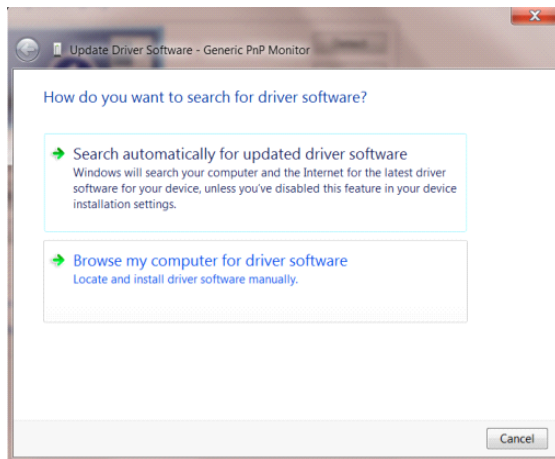 Update Driver Software - Generic PnP Monitor
How do you want to search for driver software?
Search automatically for updated driver software
Windows will search your computer and the Internet for the latest driver
software for your device, unless you've disabled this feature in your device
installation settings.
Browse my computer for driver software
Locate and install driver software manually.
Cancel